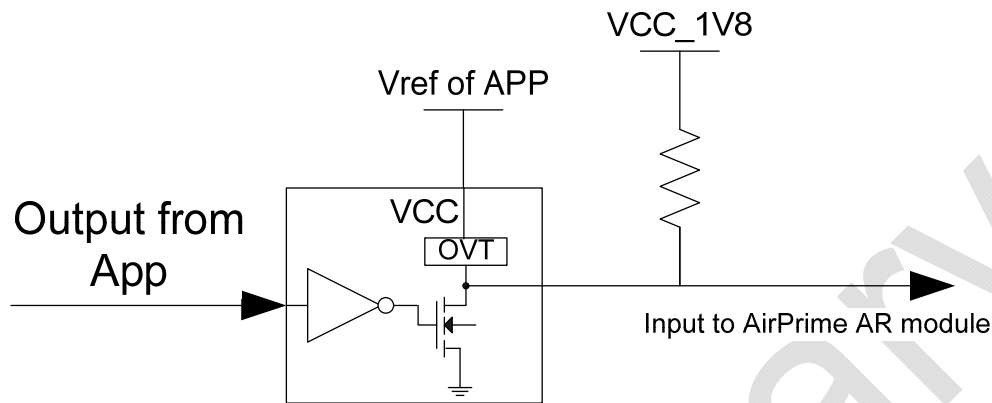 VCC_1V8
Vref of APP
VCC
OVT
Output from
App
Input to AirPrime AR module